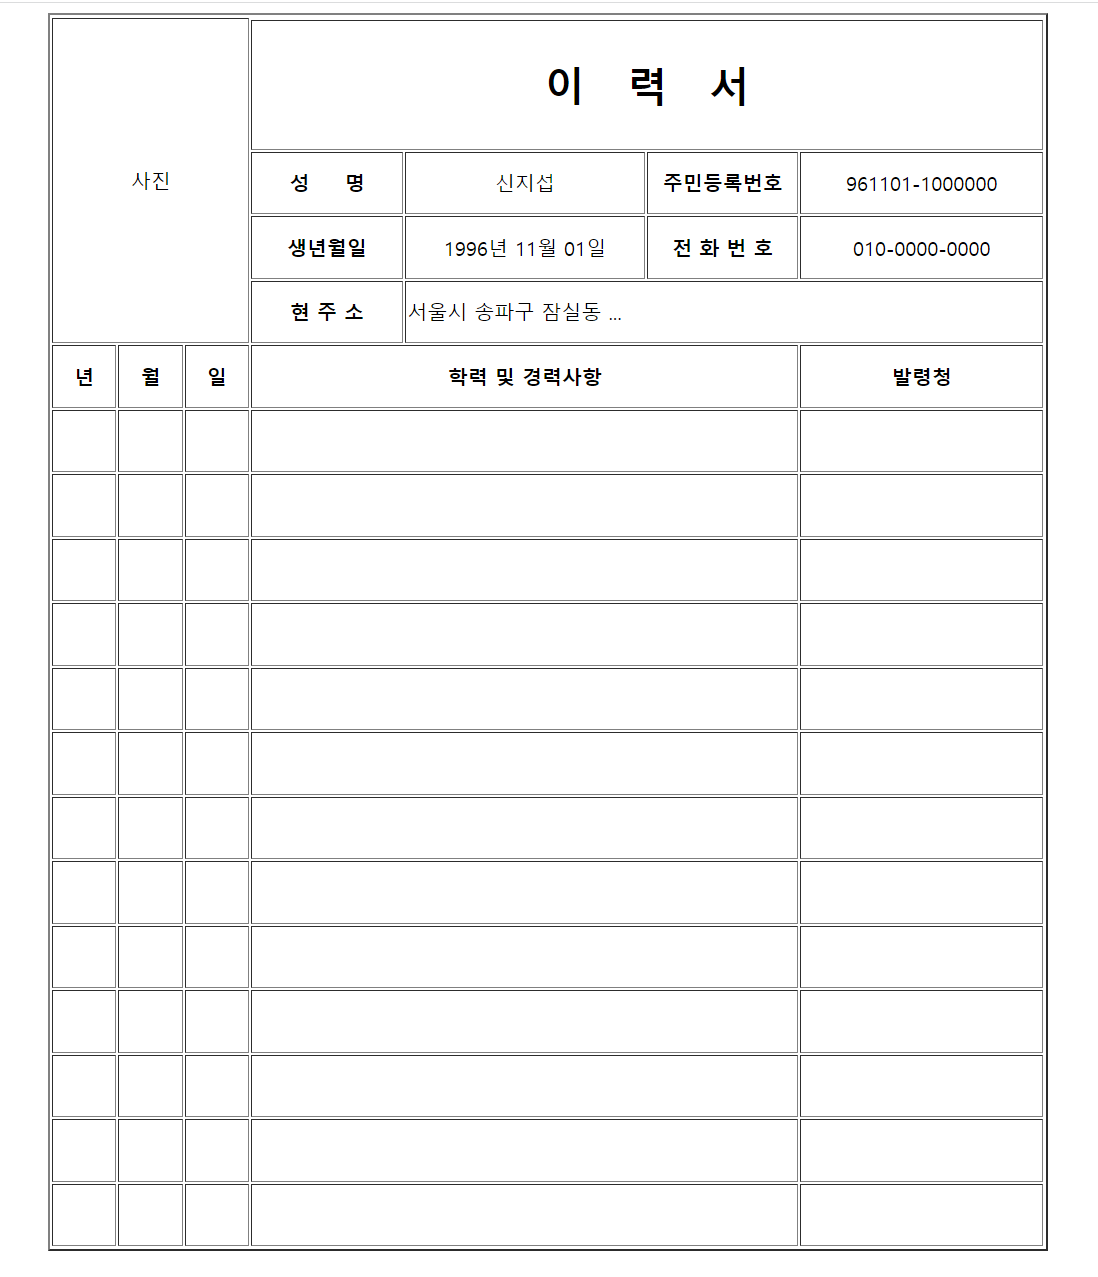 이 력 서
사진
성 명 신지섭 주민등록번호 961101-1000000
생년월일 1996년 11월 01일 전 화 번 호 010-0000-0000
현 주 소 서울시 송파구 잠실동 ...
년 월 일 학력 및 경력사항 발령청